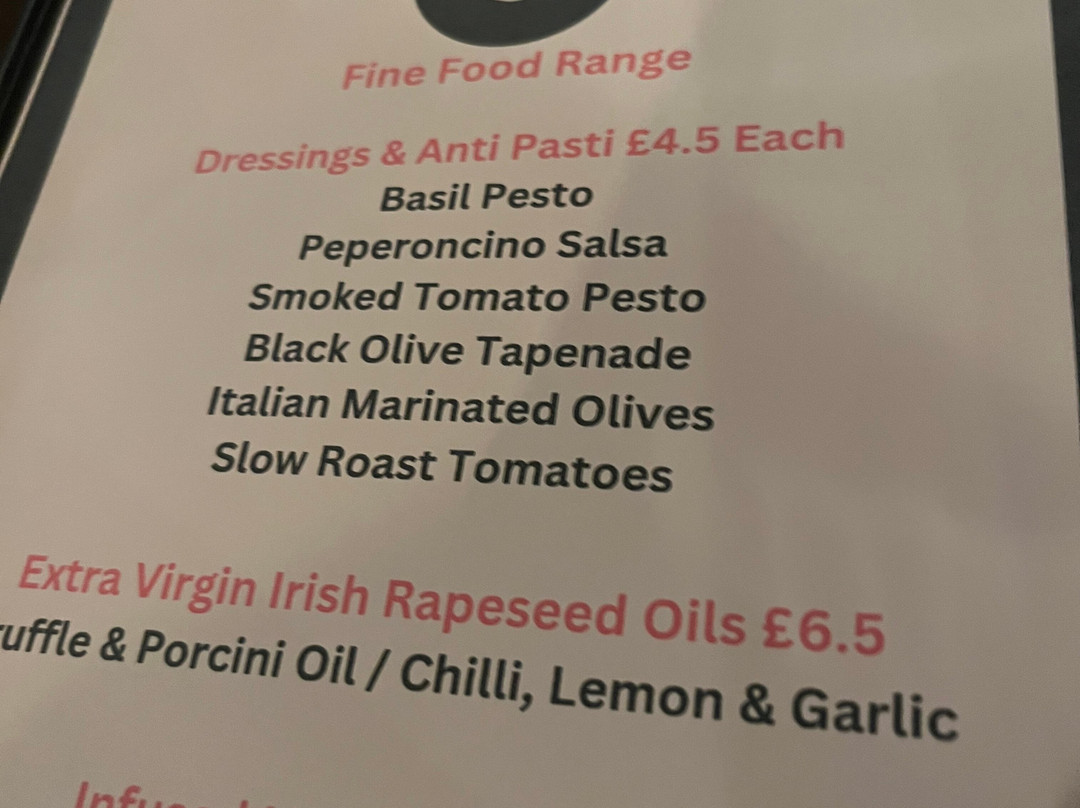 Fine Food Range
Dressings & Anti Pasti £4.5 Each
Basil Pesto
Peperoncino Salsa
Smoked Tomato Pesto
Black Olive Tapenade
Italian Marinated Olives
Slow Roast Tomatoes
Extra Virgin Irish Rapeseed Oils £6.5
& Porcini Oil / Chilli, Lemon & Garlic